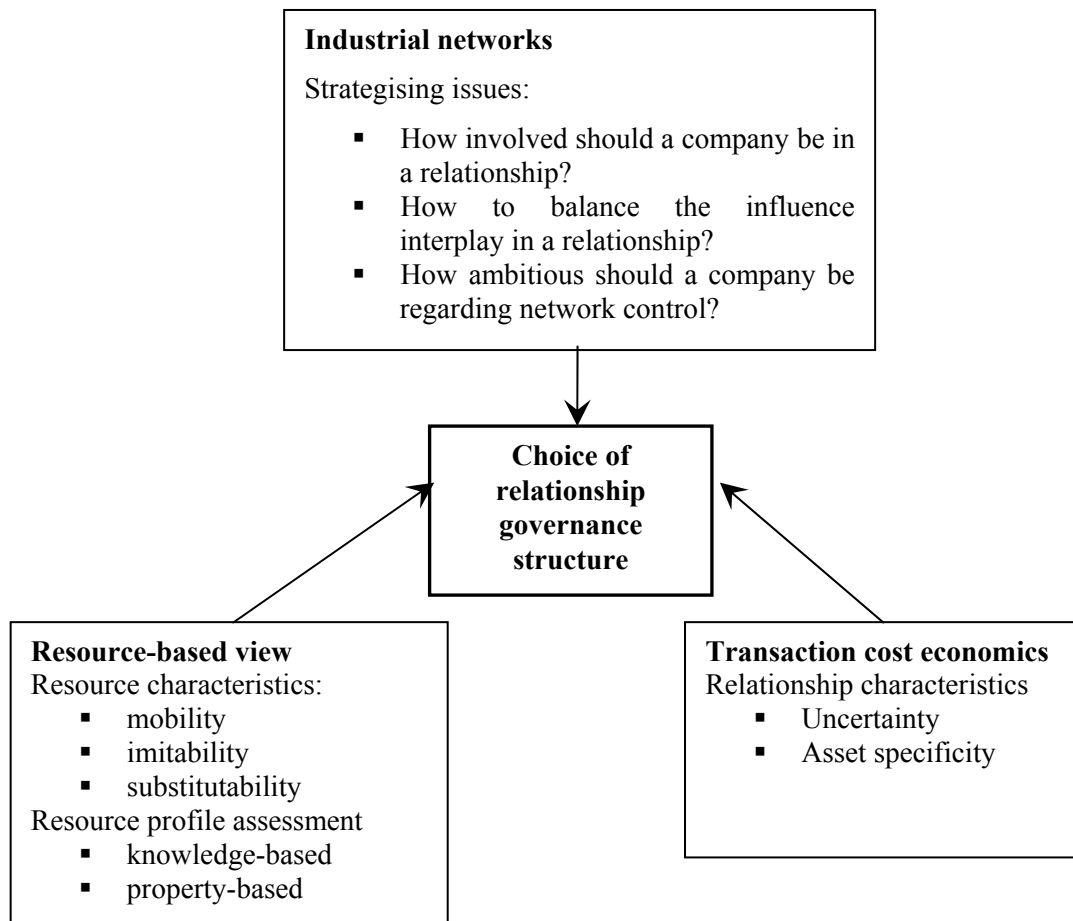 Industrial networks
Strategising issues:
▪ How involved should a company be in
a relationship?
▪ How to balance the influence
interplay in a relationship?
▪ How ambitious should a company be
regarding network control?
Choice of
relationship
governance
structure
Resource-based view
Resource characteristics:
▪ mobility
▪ imitability
▪ substitutability
Resource profile assessment
▪ knowledge-based
▪ property-based
Transaction cost economics
Relationship characteristics
▪ Uncertainty
▪ Asset specificity